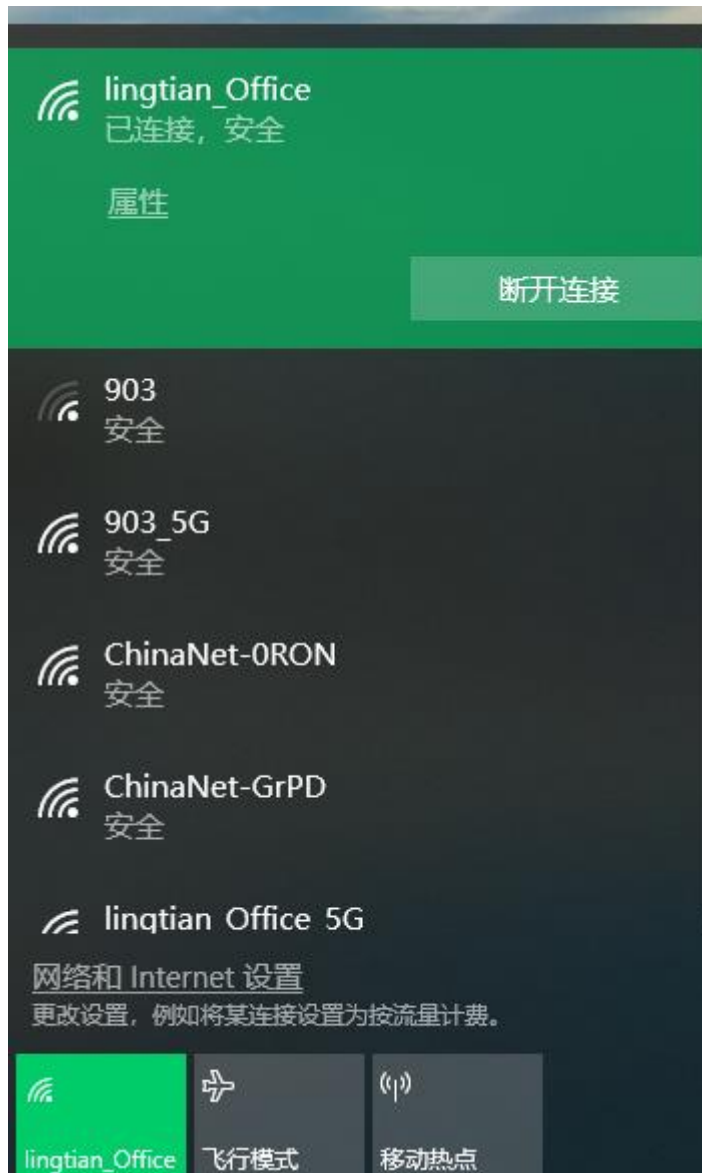 lingtian_Office
已连接，安全
属性
断开连接
903
安全
903_5G
安全
ChinaNet-0RON
安全
ChinaNet-GrPD
安全
lingtian_Office_5G
网络和 Internet 设置
更改设置，例如将某连接设置为按流量计费。
lingtian_Office
飞行模式
移动热点